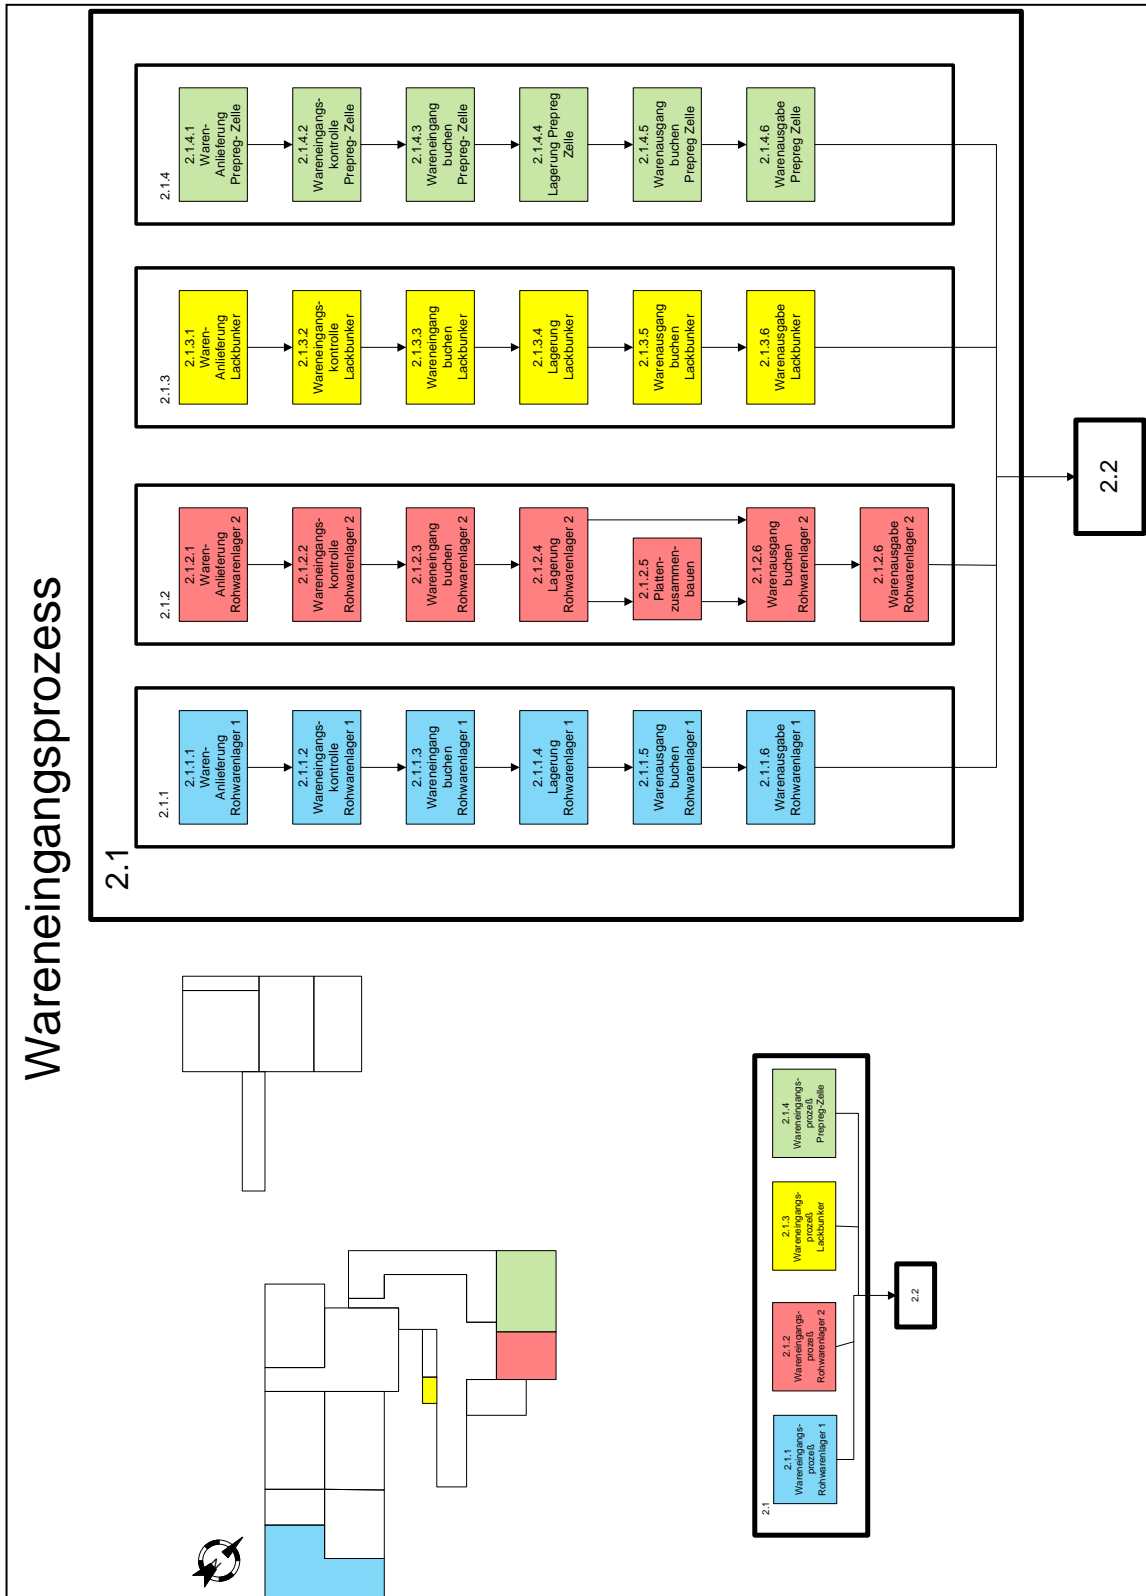 Wareneingangsprozess
2.1
2.1.1
2.1.1.1
Waren-
Anlieferung
Rohwarenlager 1
2.1.1.2
Wareneingangs-
kontrolle
Rohwarenlager 1
2.1.1.3
Wareneingang
buchen
Rohwarenlager 1
2.1.1.4
Lagerung
Rohwarenlager 1
2.1.1.5
Warenausgang
buchen
Rohwarenlager 1
2.1.1.6
Warenausgabe
Rohwarenlager 1
2.1.2
2.1.2.1
Waren-
Anlieferung
Rohwarenlager 2
2.1.2.2
Wareneingangs-
kontrolle
Rohwarenlager 2
2.1.2.3
Wareneingang
buchen
Rohwarenlager 2
2.1.2.4
Lagerung
Rohwarenlager 2
2.1.2.5
Platten-
zusammen-
bauen
2.1.2.6
Warenausgang
buchen
Rohwarenlager 2
2.1.2.6
Warenausgabe
Rohwarenlager 2
2.1.3
2.1.3.1
Waren-
Anlieferung
Lackbunker
2.1.3.2
Wareneingangs-
kontrolle
Lackbunker
2.1.3.3
Wareneingang
buchen
Lackbunker
2.1.3.4
Lagerung
Lackbunker
2.1.3.5
Warenausgang
buchen
Lackbunker
2.1.3.6
Warenausgabe
Lackbunker
2.1.4
2.1.4.1
Waren-
Anlieferung
Prepreg- Zelle
2.1.4.2
Wareneingangs-
kontrolle
Prepreg- Zelle
2.1.4.3
Wareneingang
buchen
Prepreg- Zelle
2.1.4.4
Lagerung Prepreg
Zelle
2.1.4.5
Warenausgang
buchen
Prepreg Zelle
2.1.4.6
Warenausgabe
Prepreg Zelle
2.2
N
2.1
2.1.1
Wareneingangs-
prozeß
Rohwarenlager 1
2.1.2
Wareneingangs-
prozeß
Rohwarenlager 2
2.1.3
Wareneingangs-
prozeß
Lackbunker
2.1.4
Wareneingangs-
prozeß
Prepreg-Zelle
2.2